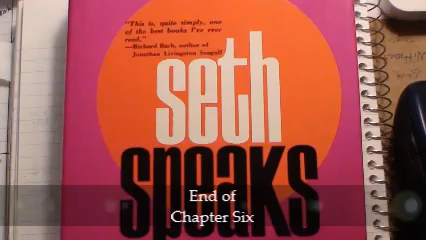 "This is, quite simply, one
of the best books I've ever
read."
—Richard Bach, author of
Jonathan Livingston Seagull
seth
speaks
End of
Chapter Six